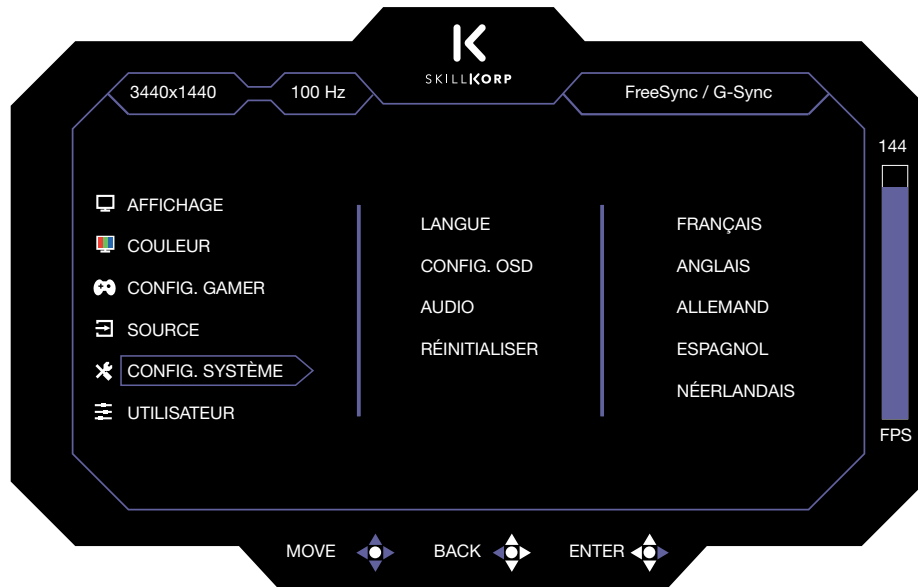 SKILLKORP
3440x1440
100 Hz
FreeSync / G-Sync
144
AFFICHAGE
COULEUR
CONFIG. GAMER
SOURCE
CONFIG. SYSTÈME
UTILISATEUR
LANGUE
CONFIG. OSD
AUDIO
RÉINITIALISER
FRANÇAIS
ANGLAIS
ALLEMAND
ESPAGNOL
NÉERLANDAIS
FPS
MOVE
BACK
ENTER